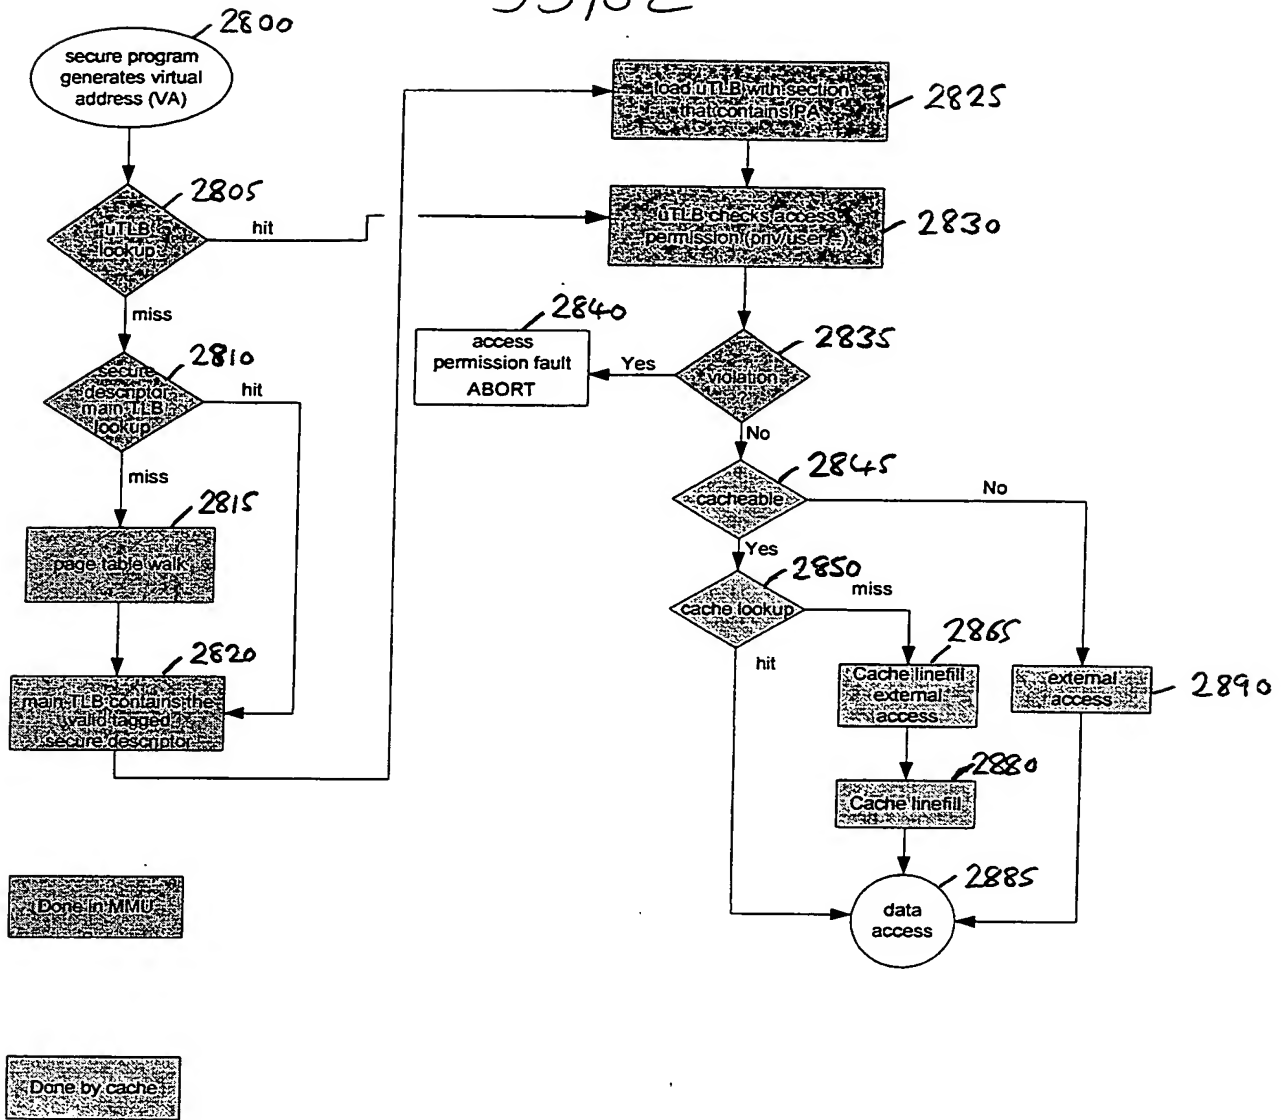 55/62
2800
secure program
generates virtual
address (VA)
2805
uTLB
lookup
hit
miss
2810
secure
descriptor
main TLB
lookup
hit
miss
2815
page table walk
2820
main TLB contains the
valid tagged
secure descriptor
load uTLB with section
that contains PA
2825
uTLB checks access
permission (priv/user
2830
2835
violation
Yes
No
2840
access
permission fault
ABORT
2845
cacheable
No
Yes
2850
cache lookup
miss
hit
2865
Cache linefill
external
access
external
access
2890
2880
Cache linefill
2885
data
access
Done in MMU
Done by cache